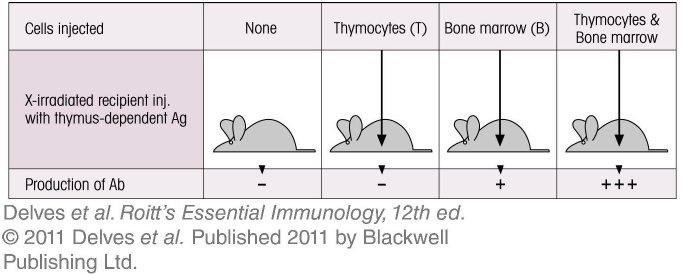 Cells injected None Thymocytes (T) Bone marrow (B) Thymocytes &
Bone marrow
X-irradiated recipient inj.
with thymus-dependent Ag
Production of Ab – – + +++
Delves et al. Roitt's Essential Immunology, 12th ed.
© 2011 Delves et al. Published 2011 by Blackwell
Publishing Ltd.